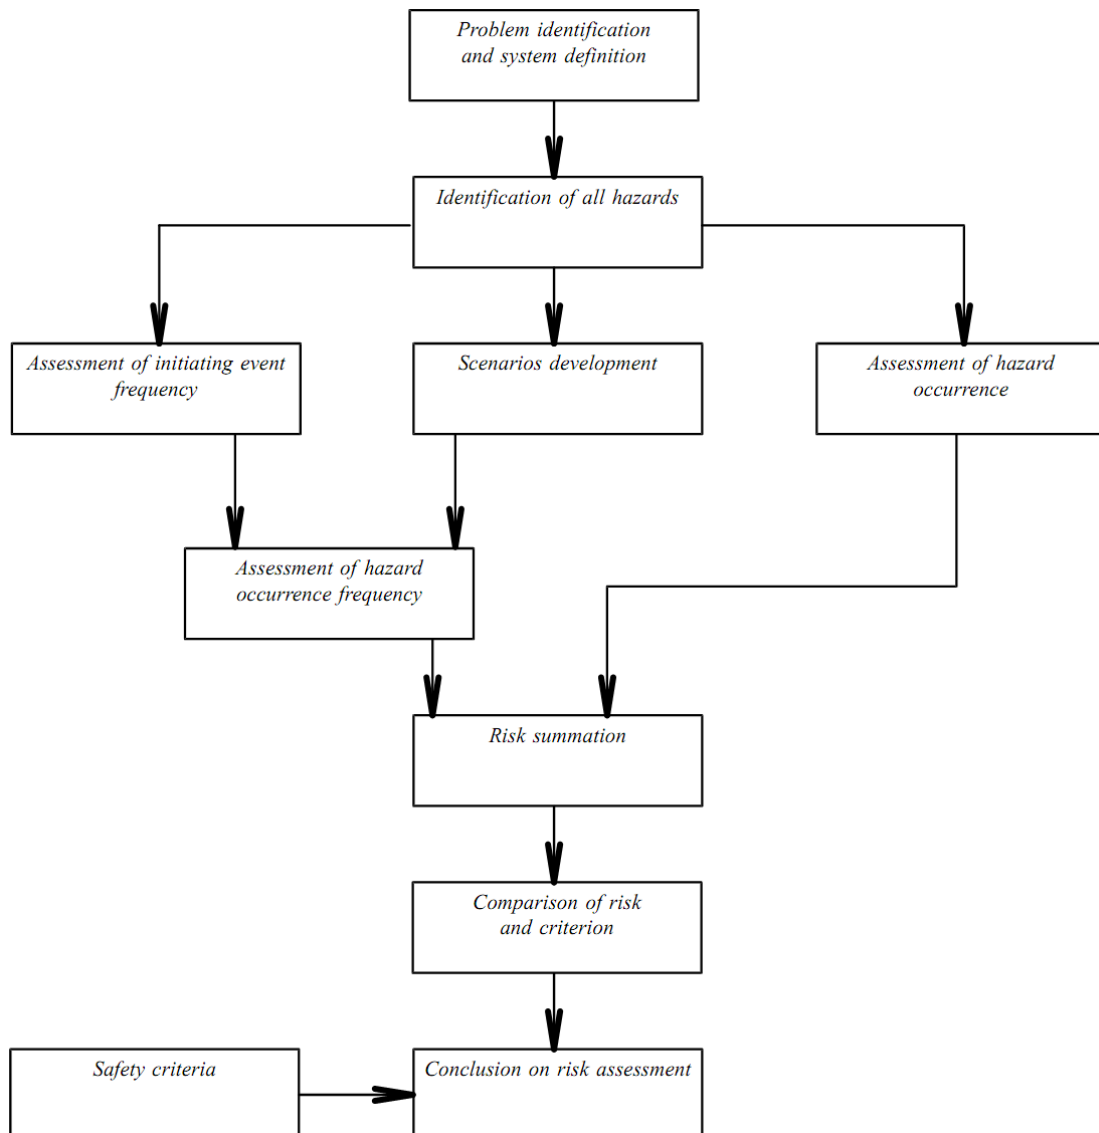 Problem identification
and system definition
Identification of all hazards
Assessment of initiating event
frequency
Scenarios development
Assessment of hazard
occurrence
Assessment of hazard
occurrence frequency
Risk summation
Comparison of risk
and criterion
Safety criteria
Conclusion on risk assessment